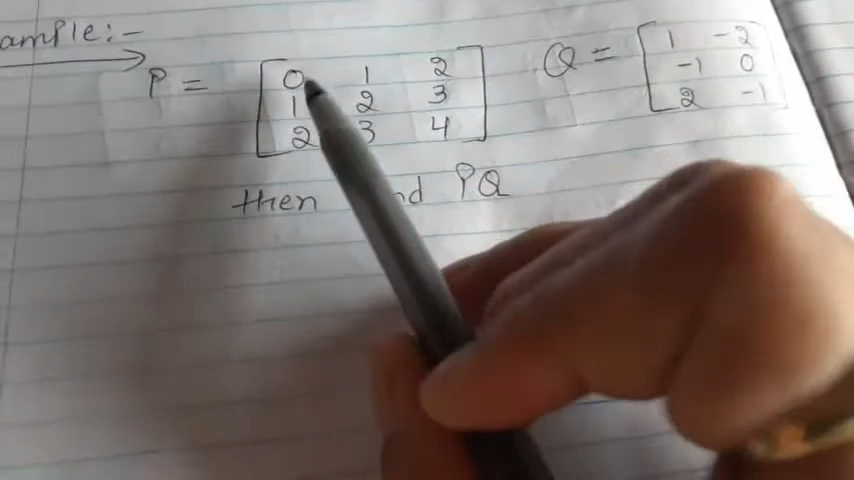 ample:-
P = [0 1 2 Q = [1 -2
1 2 3 -1 0
2 3 4] 2 -1]
then nd PQ